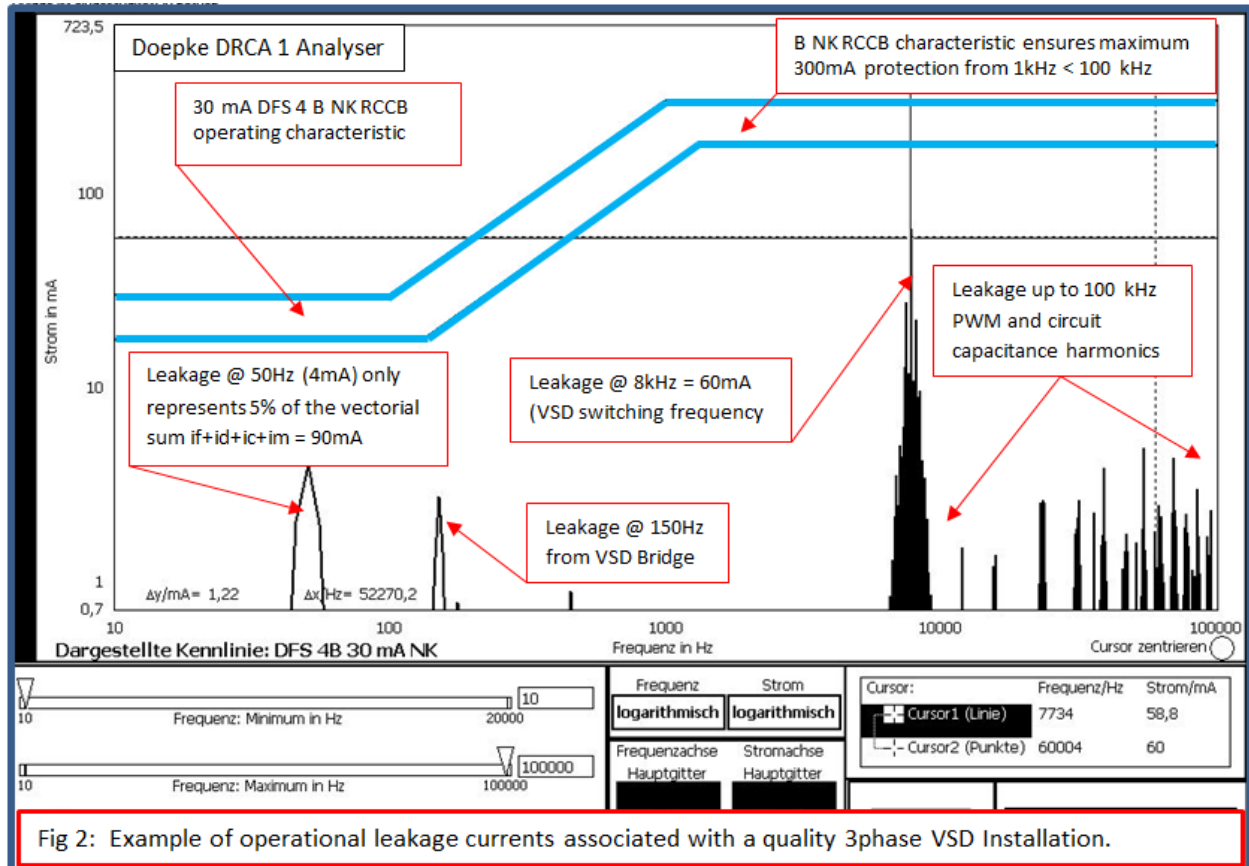 723,5
Doepke DRCA 1 Analyser
B NK RCCB characteristic ensures maximum
300mA protection from 1kHz < 100 kHz
30 mA DFS 4 B NK RCCB
operating characteristic
100
Strom in mA
Leakage up to 100 kHz
PWM and circuit
capacitance harmonics
Leakage @ 50Hz (4mA) only
represents 5% of the vectorial
sum if+id+ic+im = 90mA
10
Leakage @ 8kHz = 60mA
(VSD switching frequency
Leakage @ 150Hz
from VSD Bridge
1
0,7
Δy/mA= 1,22
Δx/Hz= 52270,2
10
100
1000
10000
100000
Dargestellte Kennlinie: DFS 4B 30 mA NK
Frequenz in Hz
Cursor zentrieren
10
10
Frequenz: Minimum in Hz
20000
100000
10
Frequenz: Maximum in Hz
100000
Frequenz
Strom
logarithmisch
logarithmisch
Frequenzachse
Stromachse
Hauptgitter
Hauptgitter
Cursor:
Frequenz/Hz
Strom/mA
Cursor1 (Linie)
7734
58,8
Cursor2 (Punkte)
60004
60
Fig 2: Example of operational leakage currents associated with a quality 3phase VSD Installation.